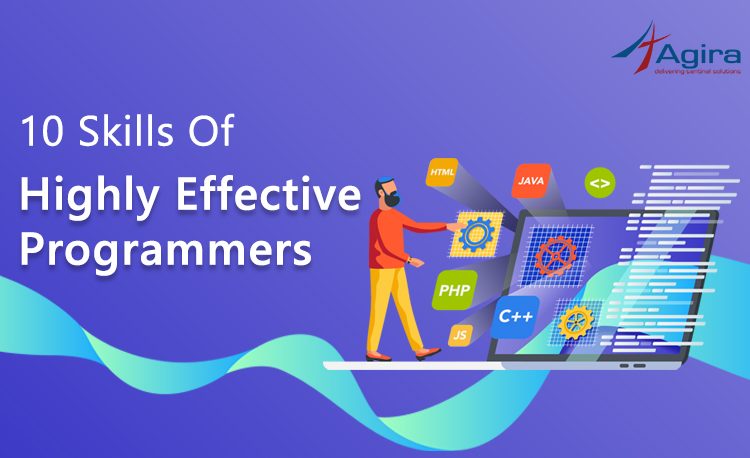 Agira
delivering sentinel solutions
10 Skills Of
Highly Effective
Programmers
HTML
JAVA
<>
PHP
C++
JS